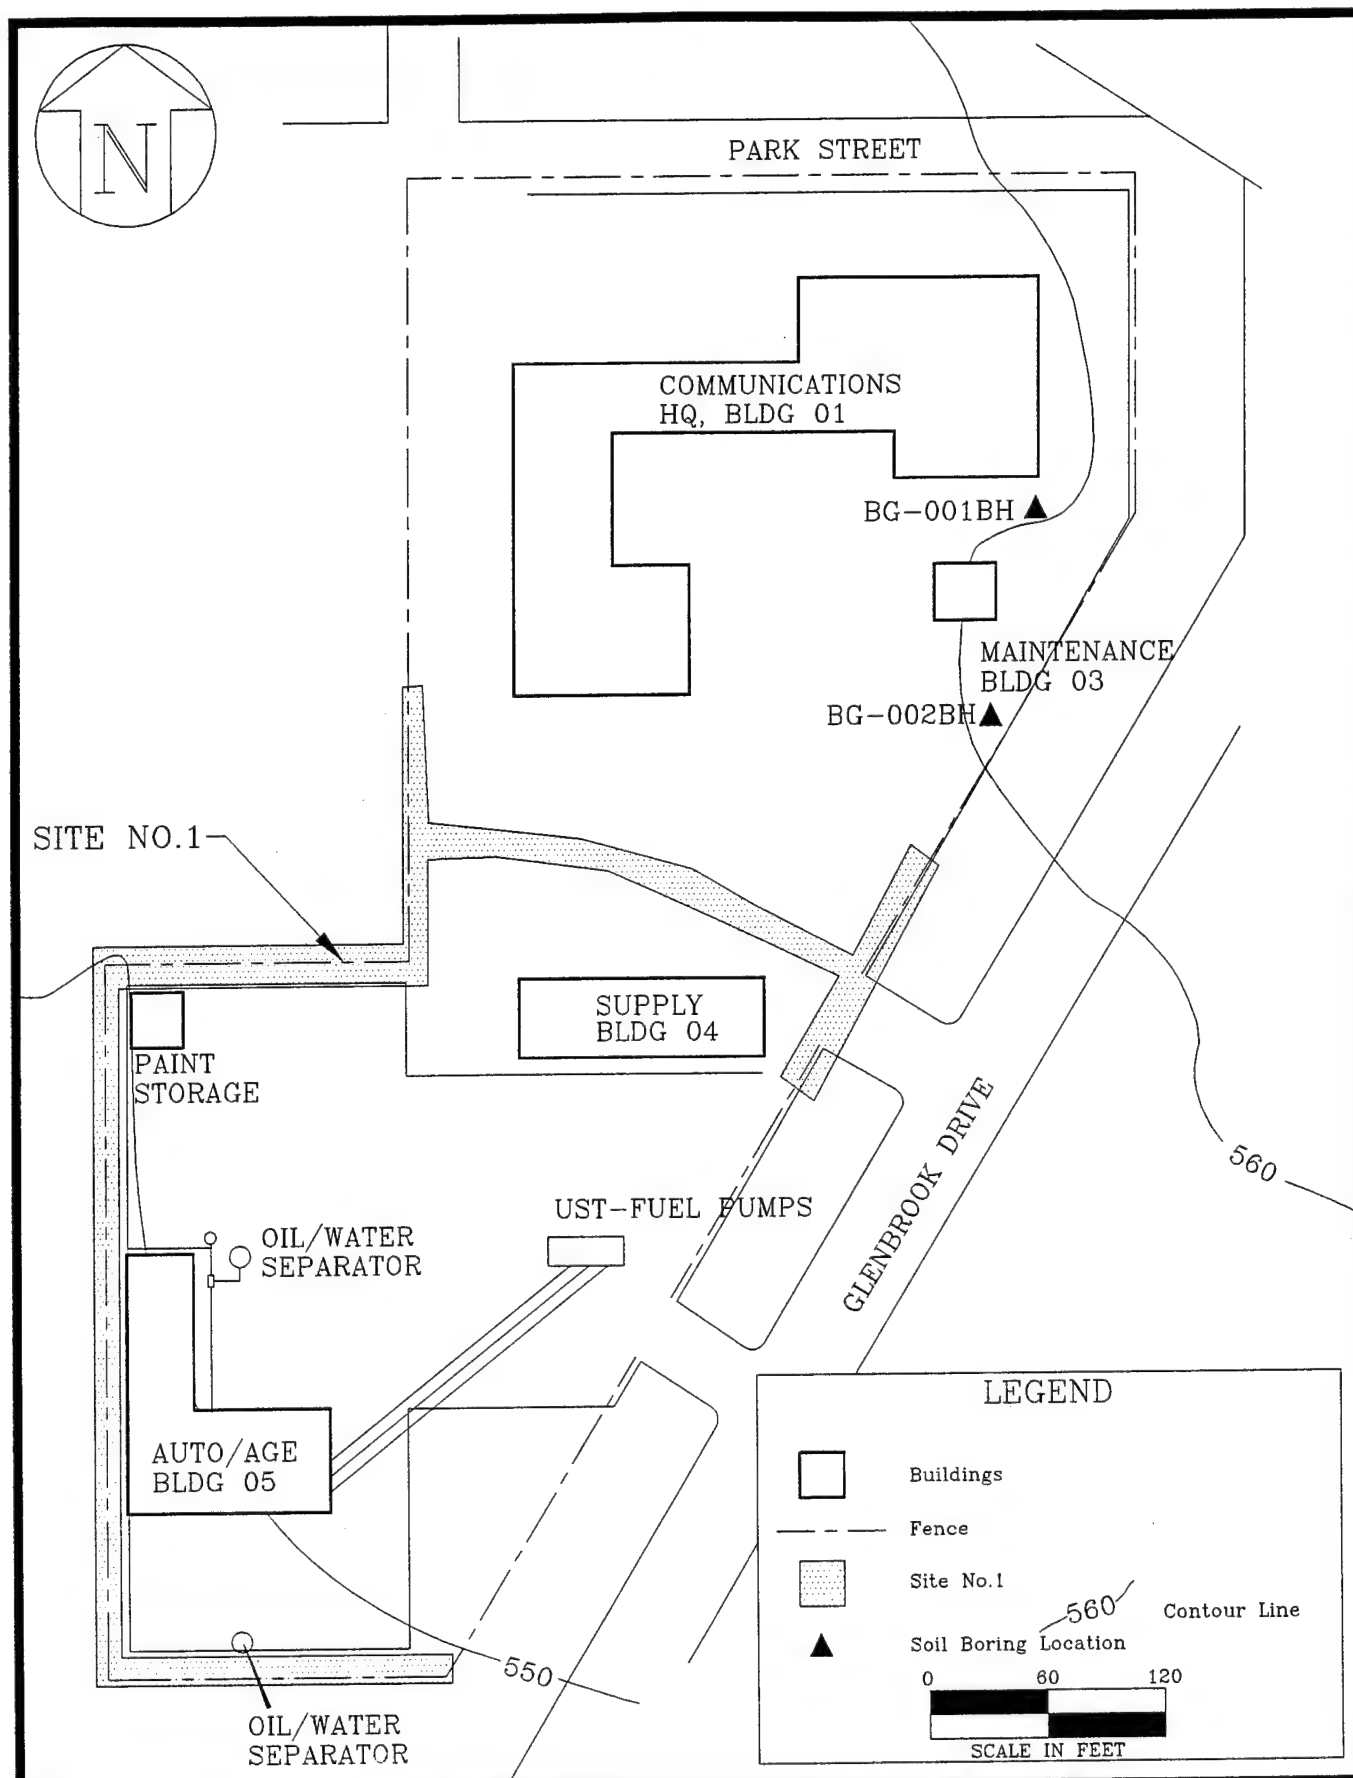 N
PARK STREET
COMMUNICATIONS
HQ, BLDG 01
BG-001BH
MAINTENANCE
BLDG 03
BG-002BH
SITE NO.1
SUPPLY
BLDG 04
PAINT
STORAGE
GLENBROOK DRIVE
560
UST-FUEL PUMPS
OIL/WATER
SEPARATOR
AUTO/AGE
BLDG 05
550
OIL/WATER
SEPARATOR
LEGEND
Buildings
Fence
Site No.1
560
Contour Line
Soil Boring Location
0 60 120
SCALE IN FEET